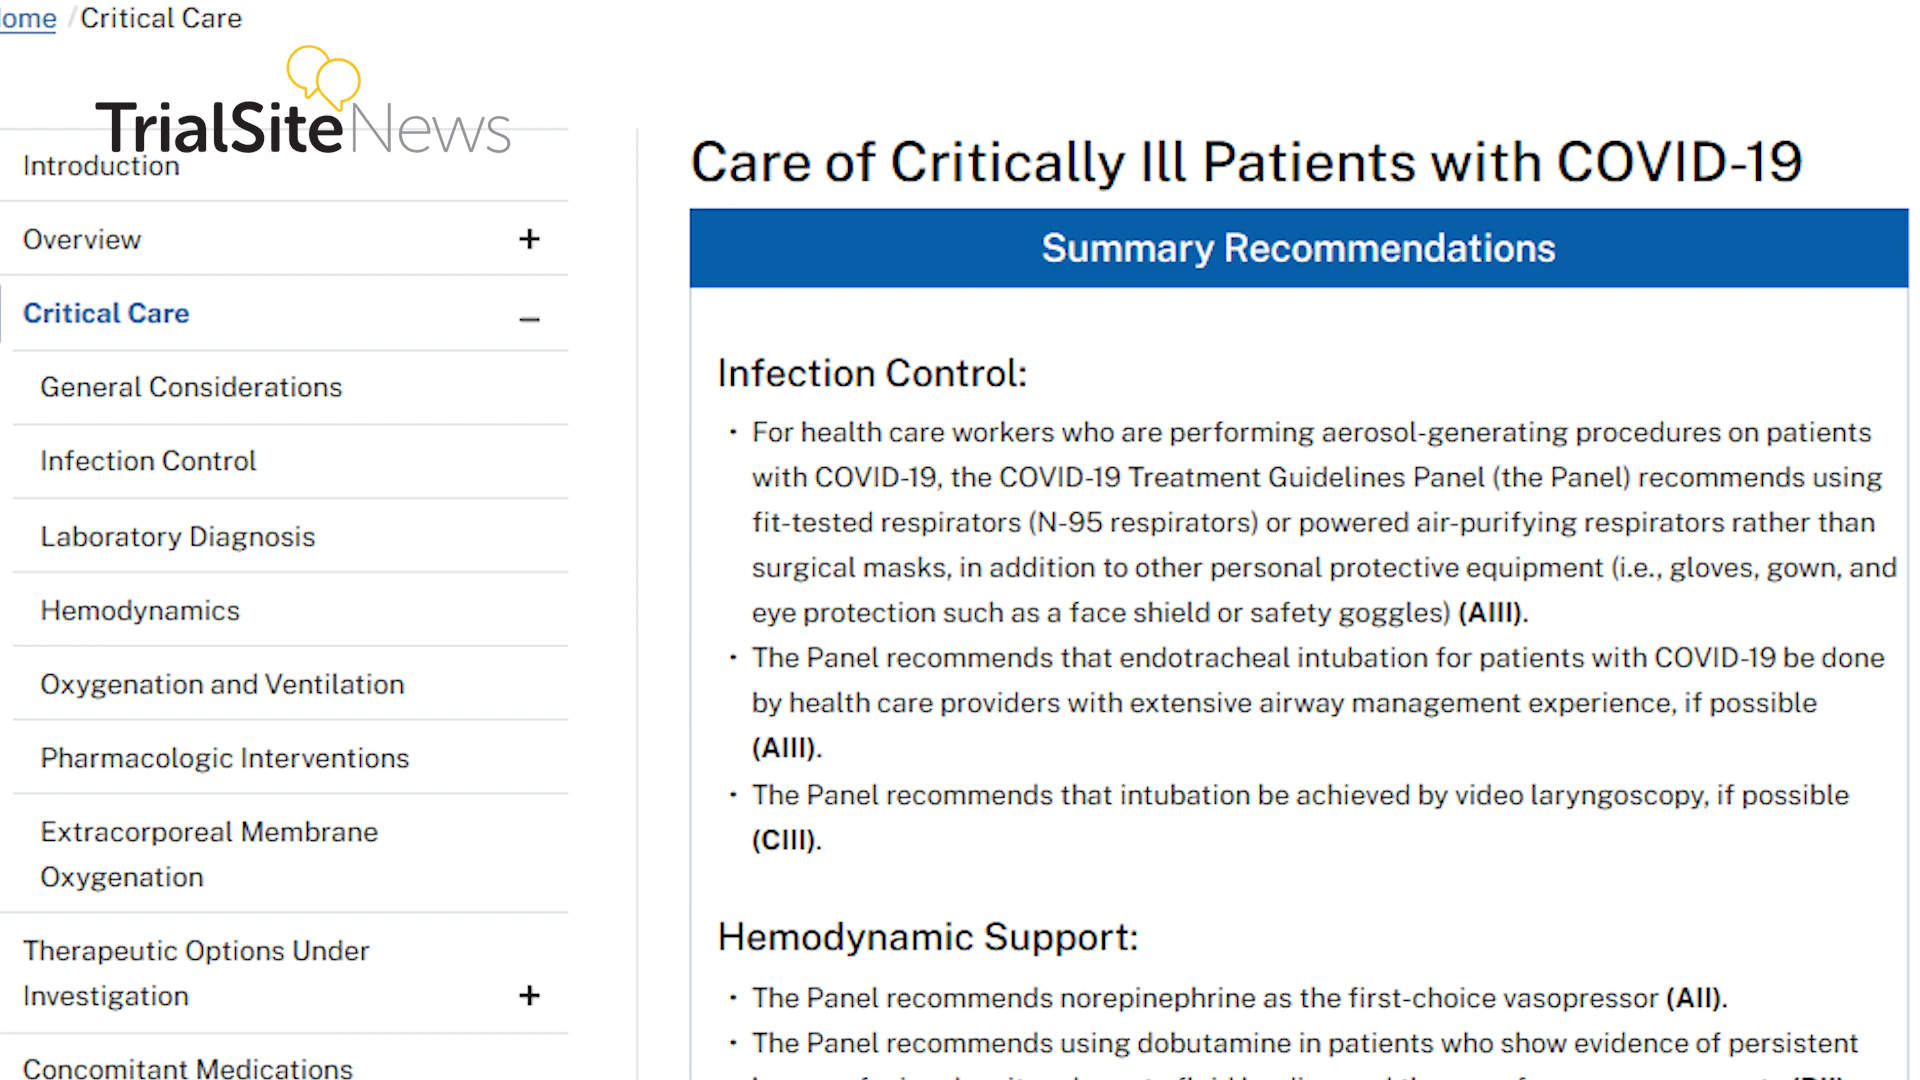 ome / Critical Care
TrialSiteNews
Introduction
Overview +
Critical Care –
General Considerations
Infection Control
Laboratory Diagnosis
Hemodynamics
Oxygenation and Ventilation
Pharmacologic Interventions
Extracorporeal Membrane
Oxygenation
Therapeutic Options Under
Investigation +
Concomitant Medications
Care of Critically Ill Patients with COVID-19
Summary Recommendations
Infection Control:
· For health care workers who are performing aerosol-generating procedures on patients
with COVID-19, the COVID-19 Treatment Guidelines Panel (the Panel) recommends using
fit-tested respirators (N-95 respirators) or powered air-purifying respirators rather than
surgical masks, in addition to other personal protective equipment (i.e., gloves, gown, and
eye protection such as a face shield or safety goggles) (AIII).
· The Panel recommends that endotracheal intubation for patients with COVID-19 be done
by health care providers with extensive airway management experience, if possible
(AIII).
· The Panel recommends that intubation be achieved by video laryngoscopy, if possible
(CIII).
Hemodynamic Support:
· The Panel recommends norepinephrine as the first-choice vasopressor (AII).
· The Panel recommends using dobutamine in patients who show evidence of persistent